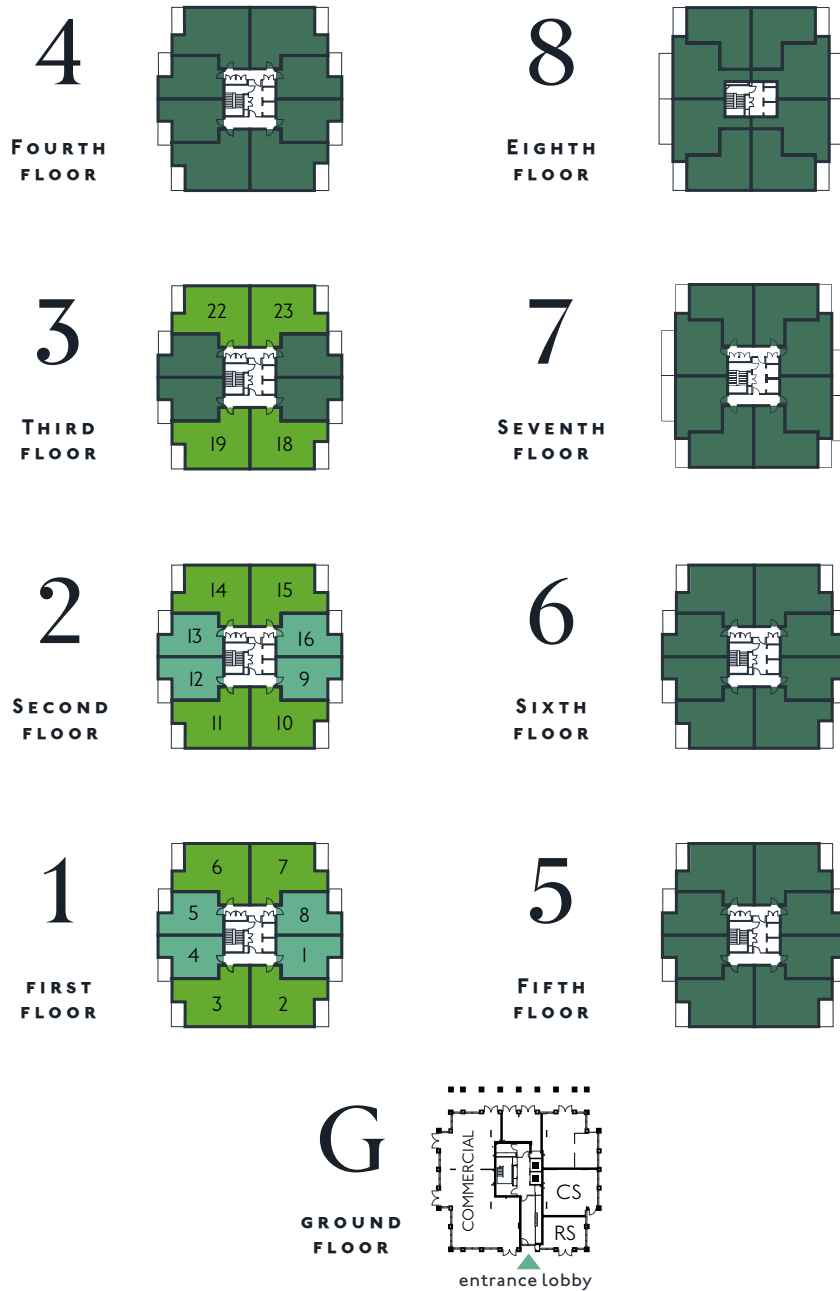 4
FOURTH
FLOOR
8
EIGHTH
FLOOR
3
THIRD
FLOOR
22 23
19 18
7
SEVENTH
FLOOR
2
SECOND
FLOOR
14 15
13 16
12 9
11 10
6
SIXTH
FLOOR
1
FIRST
FLOOR
6 7
5 8
4 1
3 2
5
FIFTH
FLOOR
G
GROUND
FLOOR
COMMERCIAL
CS
RS
entrance lobby